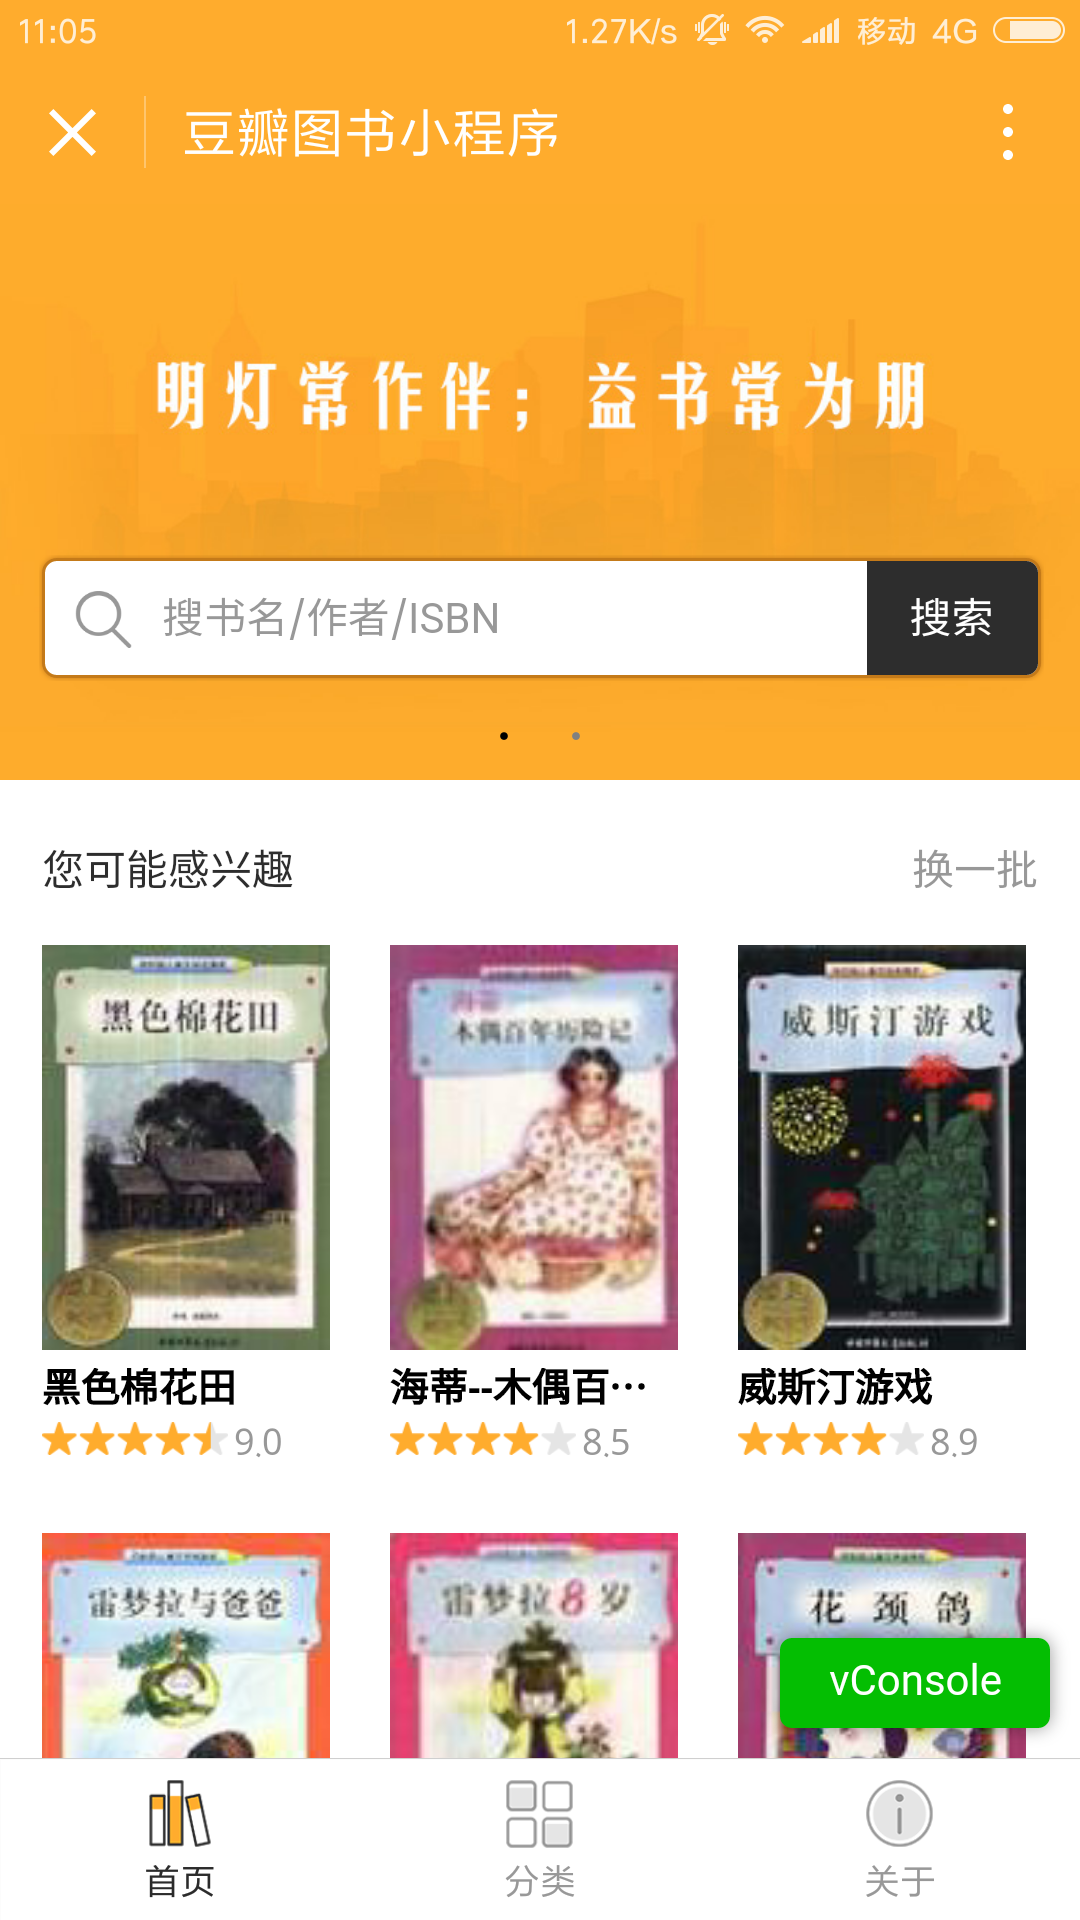 11:05
1.27K/s 移动 4G
豆瓣图书小程序
明灯常作伴；益书常为朋
搜书名/作者/ISBN
搜索
您可能感兴趣
换一批
黑色棉花田
海蒂
木偶百年历险记
威斯汀游戏
黑色棉花田
海蒂--木偶百…
威斯汀游戏
9.0
8.5
8.9
雷梦拉与爸爸
雷梦拉8岁
花颈鸽
vConsole
首页
分类
关于